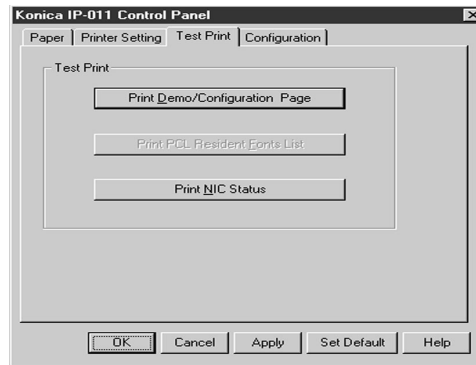 Konica IP-011 Control Panel
Paper Printer Setting Test Print Configuration
Test Print
Print Demo/Configuration Page
Print PCL Resident Fonts List
Print NIC Status
OK Cancel Apply Set Default Help